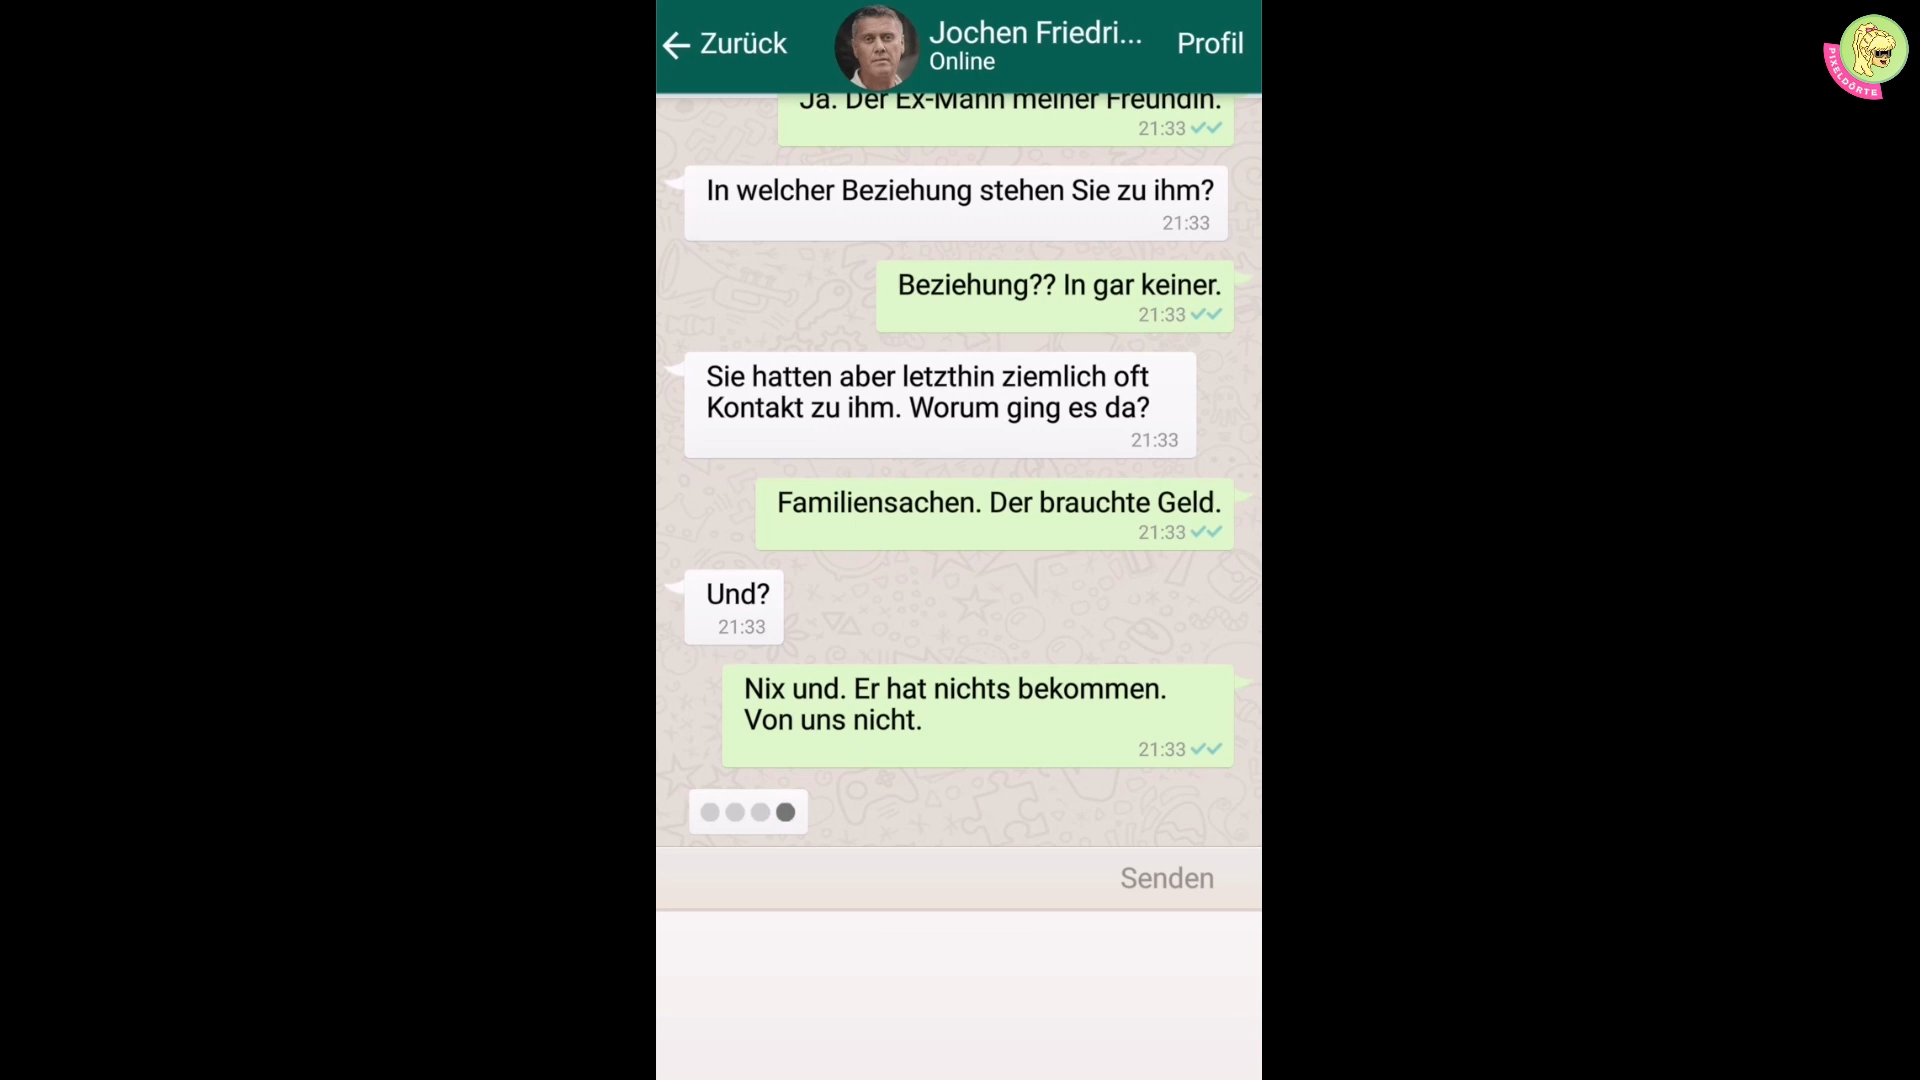 Zurück
Jochen Friedri...
Online
Profil
Ja. Der Ex-Mann meiner Freundin.
21:33
In welcher Beziehung stehen Sie zu ihm?
21:33
Beziehung?? In gar keiner.
21:33
Sie hatten aber letzthin ziemlich oft
Kontakt zu ihm. Worum ging es da?
21:33
Familiensachen. Der brauchte Geld.
21:33
Und?
21:33
Nix und. Er hat nichts bekommen.
Von uns nicht.
21:33
Senden
PIXELDÖRTE